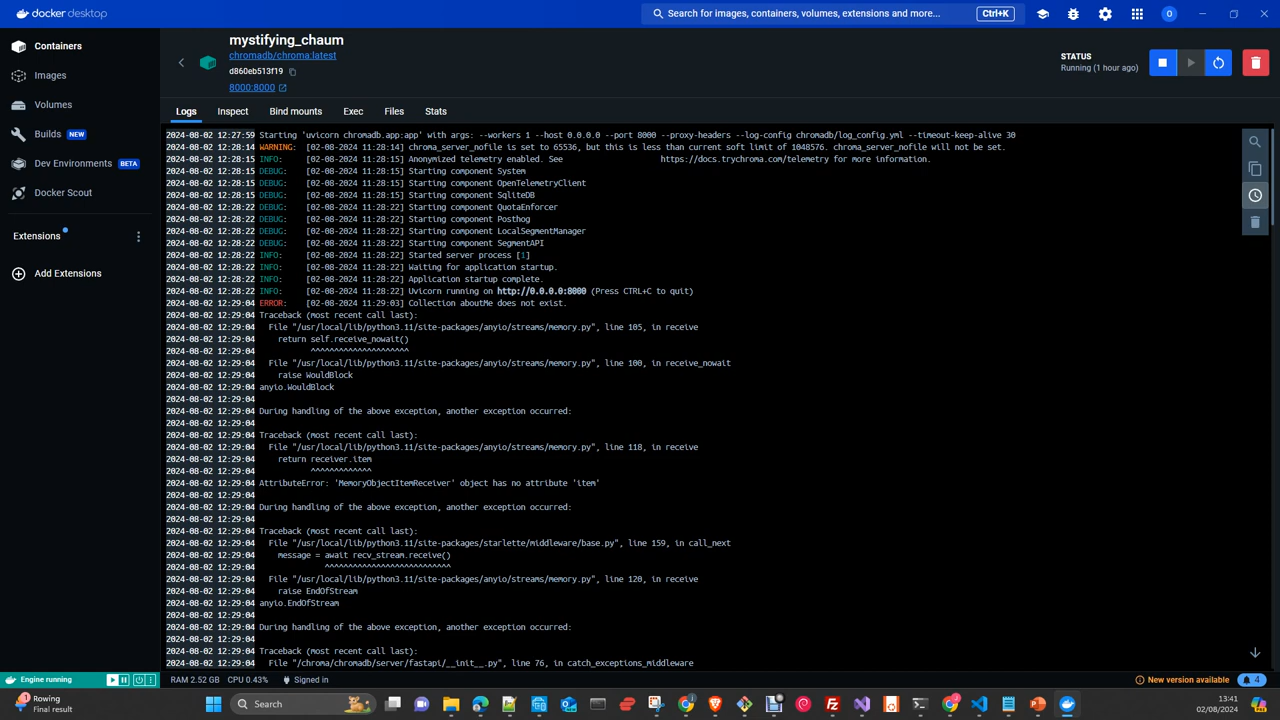 docker desktop
Search for images, containers, volumes, extensions and more...
Ctrl+K
O
Containers
Images
Volumes
Builds NEW
Dev Environments BETA
Docker Scout
Extensions
Add Extensions
mystifying_chaum
chromadb/chroma:latest
d860eb513f19
8000:8000
STATUS
Running (1 hour ago)
Logs Inspect Bind mounts Exec Files Stats
2024-08-02 12:27:59 Starting 'uvicorn chromadb.app:app' with args: --workers 1 --host 0.0.0.0 --port 8000 --proxy-headers --log-config chromadb/log_config.yml --timeout-keep-alive 30
2024-08-02 12:28:14 WARNING: [02-08-2024 11:28:14] chroma_server_nofile is set to 65536, but this is less than current soft limit of 1048576. chroma_server_nofile will not be set.
2024-08-02 12:28:15 INFO: [02-08-2024 11:28:15] Anonymized telemetry enabled. See https://docs.trychroma.com/telemetry for more information.
2024-08-02 12:28:15 DEBUG: [02-08-2024 11:28:15] Starting component System
2024-08-02 12:28:15 DEBUG: [02-08-2024 11:28:15] Starting component OpenTelemetryClient
2024-08-02 12:28:15 DEBUG: [02-08-2024 11:28:15] Starting component SqliteDB
2024-08-02 12:28:22 DEBUG: [02-08-2024 11:28:22] Starting component QuotaEnforcer
2024-08-02 12:28:22 DEBUG: [02-08-2024 11:28:22] Starting component Posthog
2024-08-02 12:28:22 DEBUG: [02-08-2024 11:28:22] Starting component LocalSegmentManager
2024-08-02 12:28:22 DEBUG: [02-08-2024 11:28:22] Starting component SegmentAPI
2024-08-02 12:28:22 INFO: [02-08-2024 11:28:22] Started server process [1]
2024-08-02 12:28:22 INFO: [02-08-2024 11:28:22] Waiting for application startup.
2024-08-02 12:28:22 INFO: [02-08-2024 11:28:22] Application startup complete.
2024-08-02 12:28:22 INFO: [02-08-2024 11:28:22] Uvicorn running on http://0.0.0.0:8000 (Press CTRL+C to quit)
2024-08-02 12:29:04 ERROR: [02-08-2024 11:29:03] Collection aboutMe does not exist.
2024-08-02 12:29:04 Traceback (most recent call last):
2024-08-02 12:29:04 File "/usr/local/lib/python3.11/site-packages/anyio/streams/memory.py", line 105, in receive
2024-08-02 12:29:04 return self.receive_nowait()
2024-08-02 12:29:04 ^^^^^^^^^^^^^^^^^^^^^
2024-08-02 12:29:04 File "/usr/local/lib/python3.11/site-packages/anyio/streams/memory.py", line 100, in receive_nowait
2024-08-02 12:29:04 raise WouldBlock
2024-08-02 12:29:04 anyio.WouldBlock
2024-08-02 12:29:04
2024-08-02 12:29:04 During handling of the above exception, another exception occurred:
2024-08-02 12:29:04
2024-08-02 12:29:04 Traceback (most recent call last):
2024-08-02 12:29:04 File "/usr/local/lib/python3.11/site-packages/anyio/streams/memory.py", line 118, in receive
2024-08-02 12:29:04 return receiver.item
2024-08-02 12:29:04 ^^^^^^^^^^^^^
2024-08-02 12:29:04 AttributeError: 'MemoryObjectItemReceiver' object has no attribute 'item'
2024-08-02 12:29:04
2024-08-02 12:29:04 During handling of the above exception, another exception occurred:
2024-08-02 12:29:04
2024-08-02 12:29:04 Traceback (most recent call last):
2024-08-02 12:29:04 File "/usr/local/lib/python3.11/site-packages/starlette/middleware/base.py", line 159, in call_next
2024-08-02 12:29:04 message = await recv_stream.receive()
2024-08-02 12:29:04 ^^^^^^^^^^^^^^^^^^^^^^^^^^^
2024-08-02 12:29:04 File "/usr/local/lib/python3.11/site-packages/anyio/streams/memory.py", line 120, in receive
2024-08-02 12:29:04 raise EndOfStream
2024-08-02 12:29:04 anyio.EndOfStream
2024-08-02 12:29:04
2024-08-02 12:29:04 During handling of the above exception, another exception occurred:
2024-08-02 12:29:04
2024-08-02 12:29:04 Traceback (most recent call last):
2024-08-02 12:29:04 File "/chroma/chromadb/server/fastapi/__init__.py", line 76, in catch_exceptions_middleware
Engine running
RAM 2.52 GB CPU 0.43% Signed in
New version available
4
Rowing
Final result
Search
13:41
02/08/2024